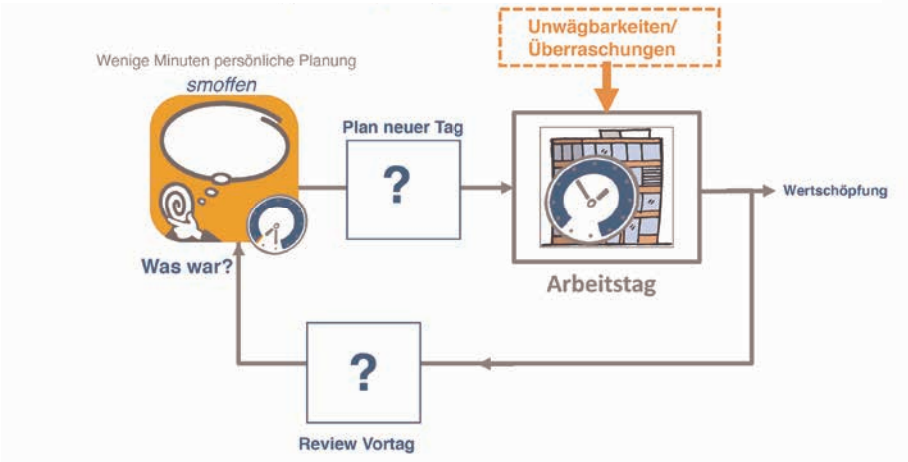 Unwägbarkeiten/
Überraschungen
Wenige Minuten persönliche Planung
smoffen
Plan neuer Tag
?
Wertschöpfung
Was war?
Arbeitstag
?
Review Vortag